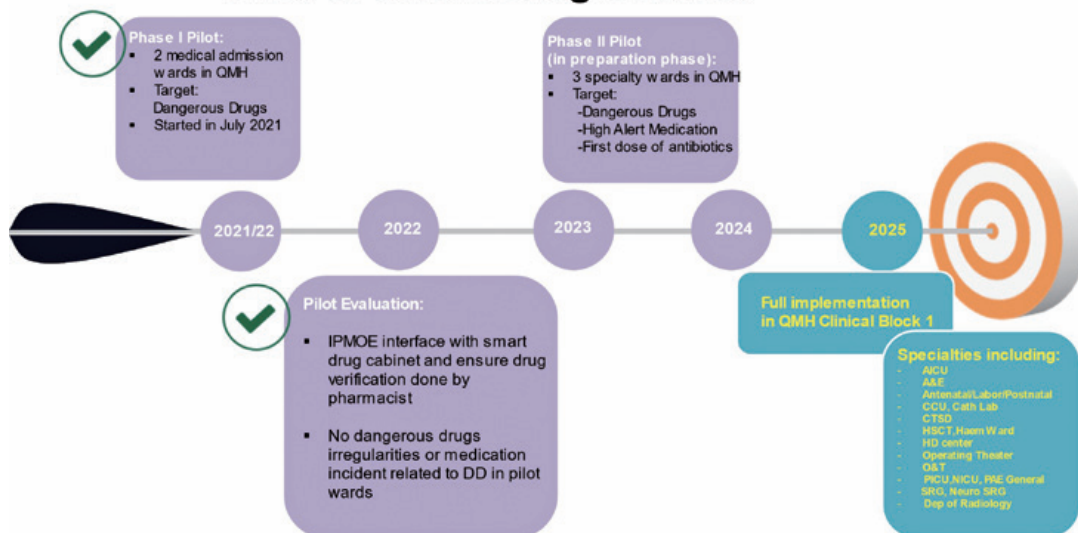 Phase I Pilot:
▪ 2 medical admission
wards in QMH
▪ Target:
Dangerous Drugs
▪ Started in July 2021
Phase II Pilot
(in preparation phase):
▪ 3 specialty wards in QMH
▪ Target:
-Dangerous Drugs
-High Alert Medication
-First dose of antibiotics
2021/22
2022
2023
2024
2025
Pilot Evaluation:
▪ IPMOE interface with smart
drug cabinet and ensure drug
verification done by
pharmacist
▪ No dangerous drugs
irregularities or medication
incident related to DD in pilot
wards
Full implementation
in QMH Clinical Block 1
Specialties including:
- AICU
- A&E
- Antenatal/Labor/Postnatal
- CCU, Cath Lab
- CTSD
- HSCT,Haem Ward
- HD center
- Operating Theater
- O&T
- PICU,NICU, PAE General
- SRG, Neuro SRG
- Dep of Radiology